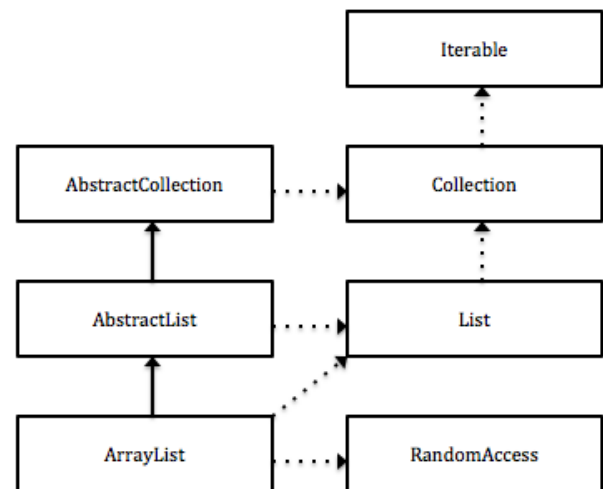 Iterable
AbstractCollection
Collection
AbstractList
List
ArrayList
RandomAccess